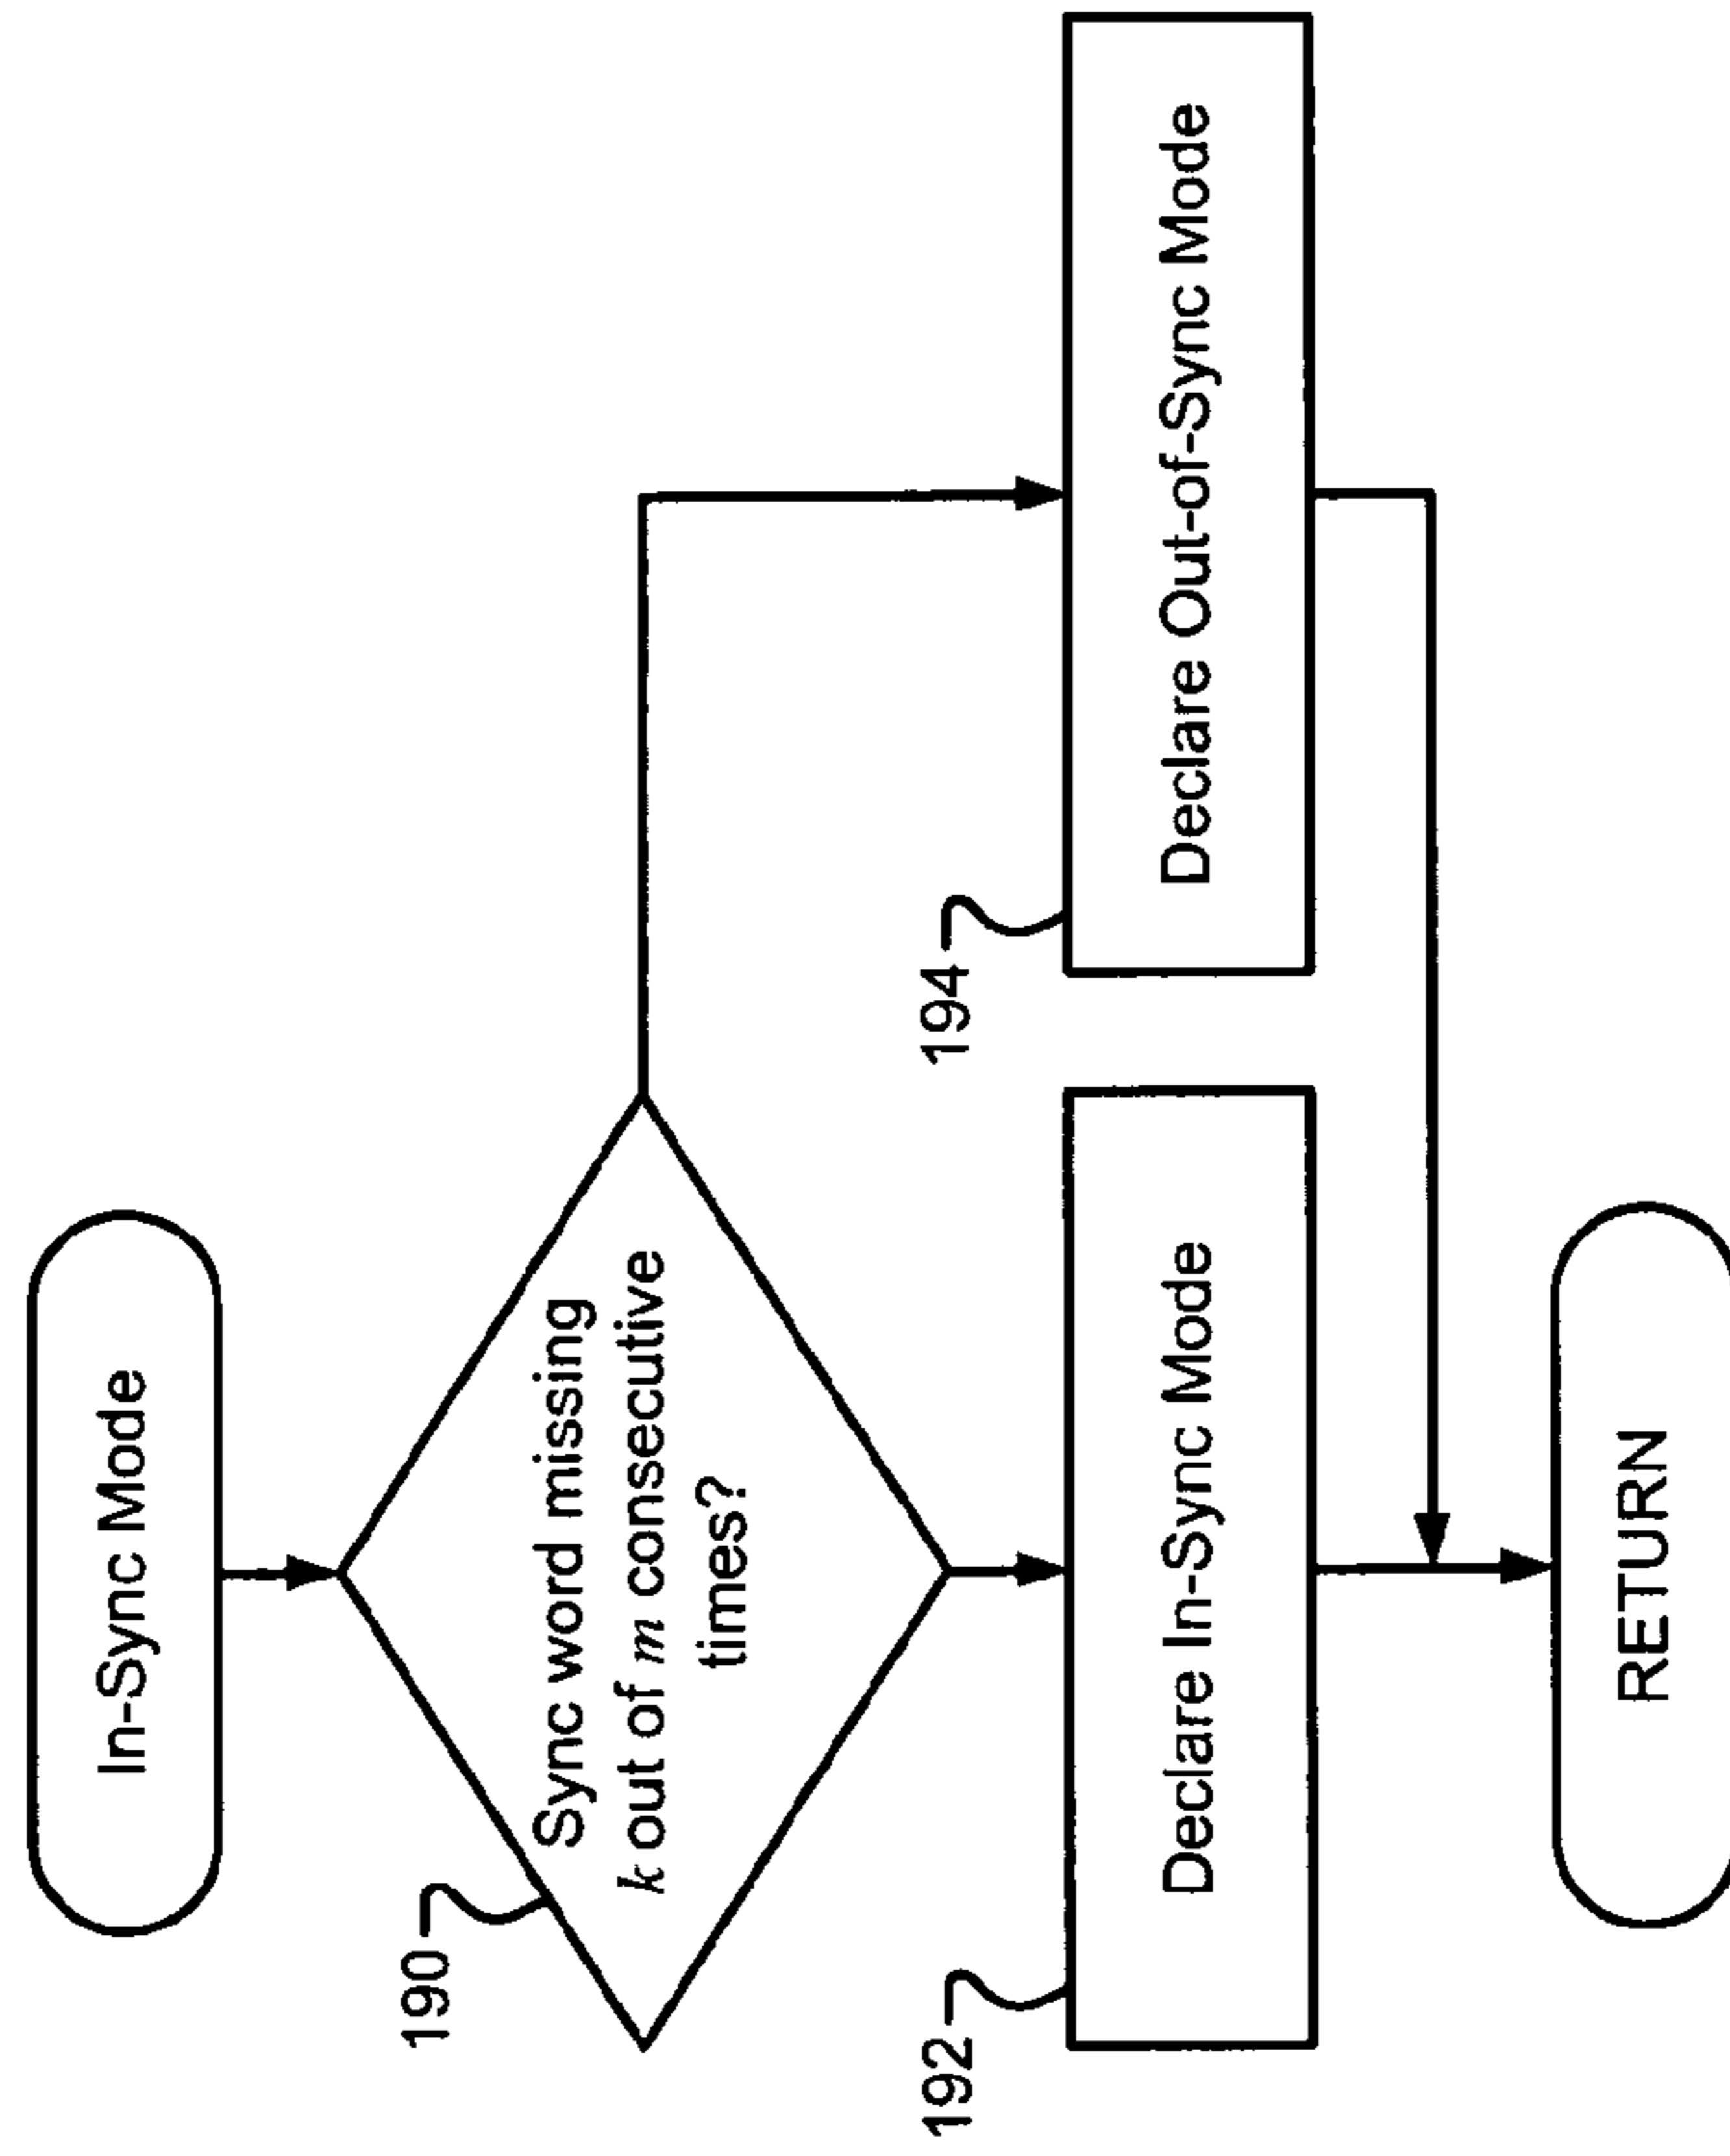 In-Sync Mode
190
Sync word missing
k out of m consecutive
times?
192
Declare In-Sync Mode
194
Declare Out-of-Sync Mode
RETURN